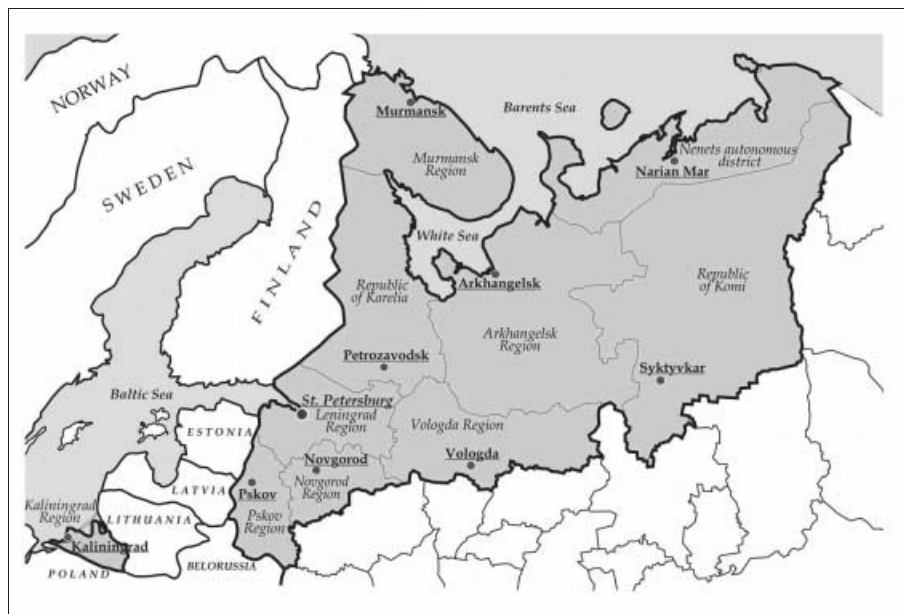 NORWAY
SWEDEN
FINLAND
Murmansk
Barents Sea
Murmansk
Region
Nenets autonomous
district
Narian Mar
White Sea
Arkhangelsk
Republic
of Karelia
Republic
of Komi
Arkhangelsk
Region
Petrozavodsk
Syktyvkar
Baltic Sea
St. Petersburg
Leningrad
Region
Vologda Region
ESTONIA
Novgorod
Vologda
Novgorod
Region
LATVIA
Pskov
Pskov
Region
Kaliningrad
Region
LITHUANIA
Kaliningrad
POLAND
BELORUSSIA